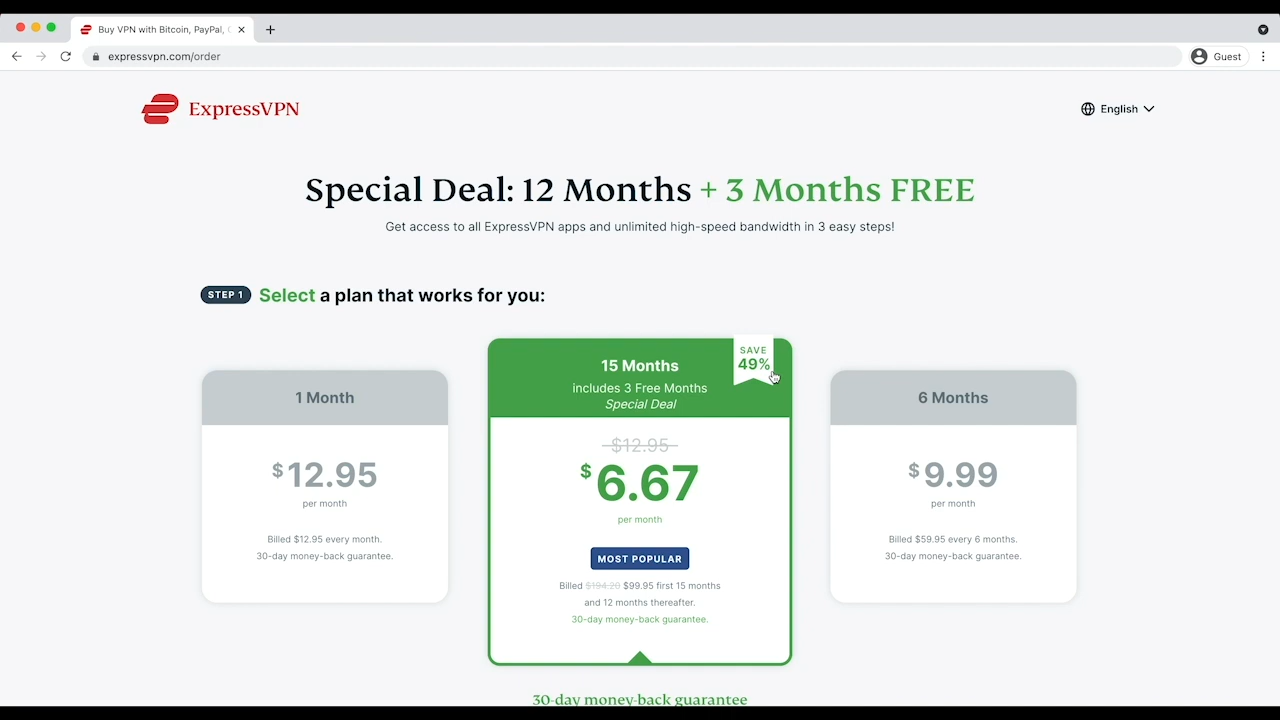 Buy VPN with Bitcoin, PayPal,
expressvpn.com/order
Guest
ExpressVPN
English
Special Deal: 12 Months + 3 Months FREE
Get access to all ExpressVPN apps and unlimited high-speed bandwidth in 3 easy steps!
STEP 1 Select a plan that works for you:
1 Month
$12.95
per month
Billed $12.95 every month.
30-day money-back guarantee.
SAVE
49%
15 Months
includes 3 Free Months
Special Deal
$12.95
$6.67
per month
MOST POPULAR
Billed $194.20 $99.95 first 15 months
and 12 months thereafter.
30-day money-back guarantee.
6 Months
$9.99
per month
Billed $59.95 every 6 months.
30-day money-back guarantee.
30-day money-back guarantee